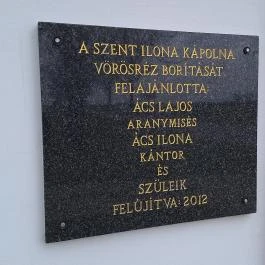 A SZENT ILONA KÁPOLNA
VÖRÖSRÉZ BORÍTÁSÁT
FELAJÁNLOTTA:
ÁCS LAJOS
ARANYMISÉS
ÁCS ILONA
KÁNTOR
ÉS
SZÜLEIK
FELÚJÍTVA: 2012